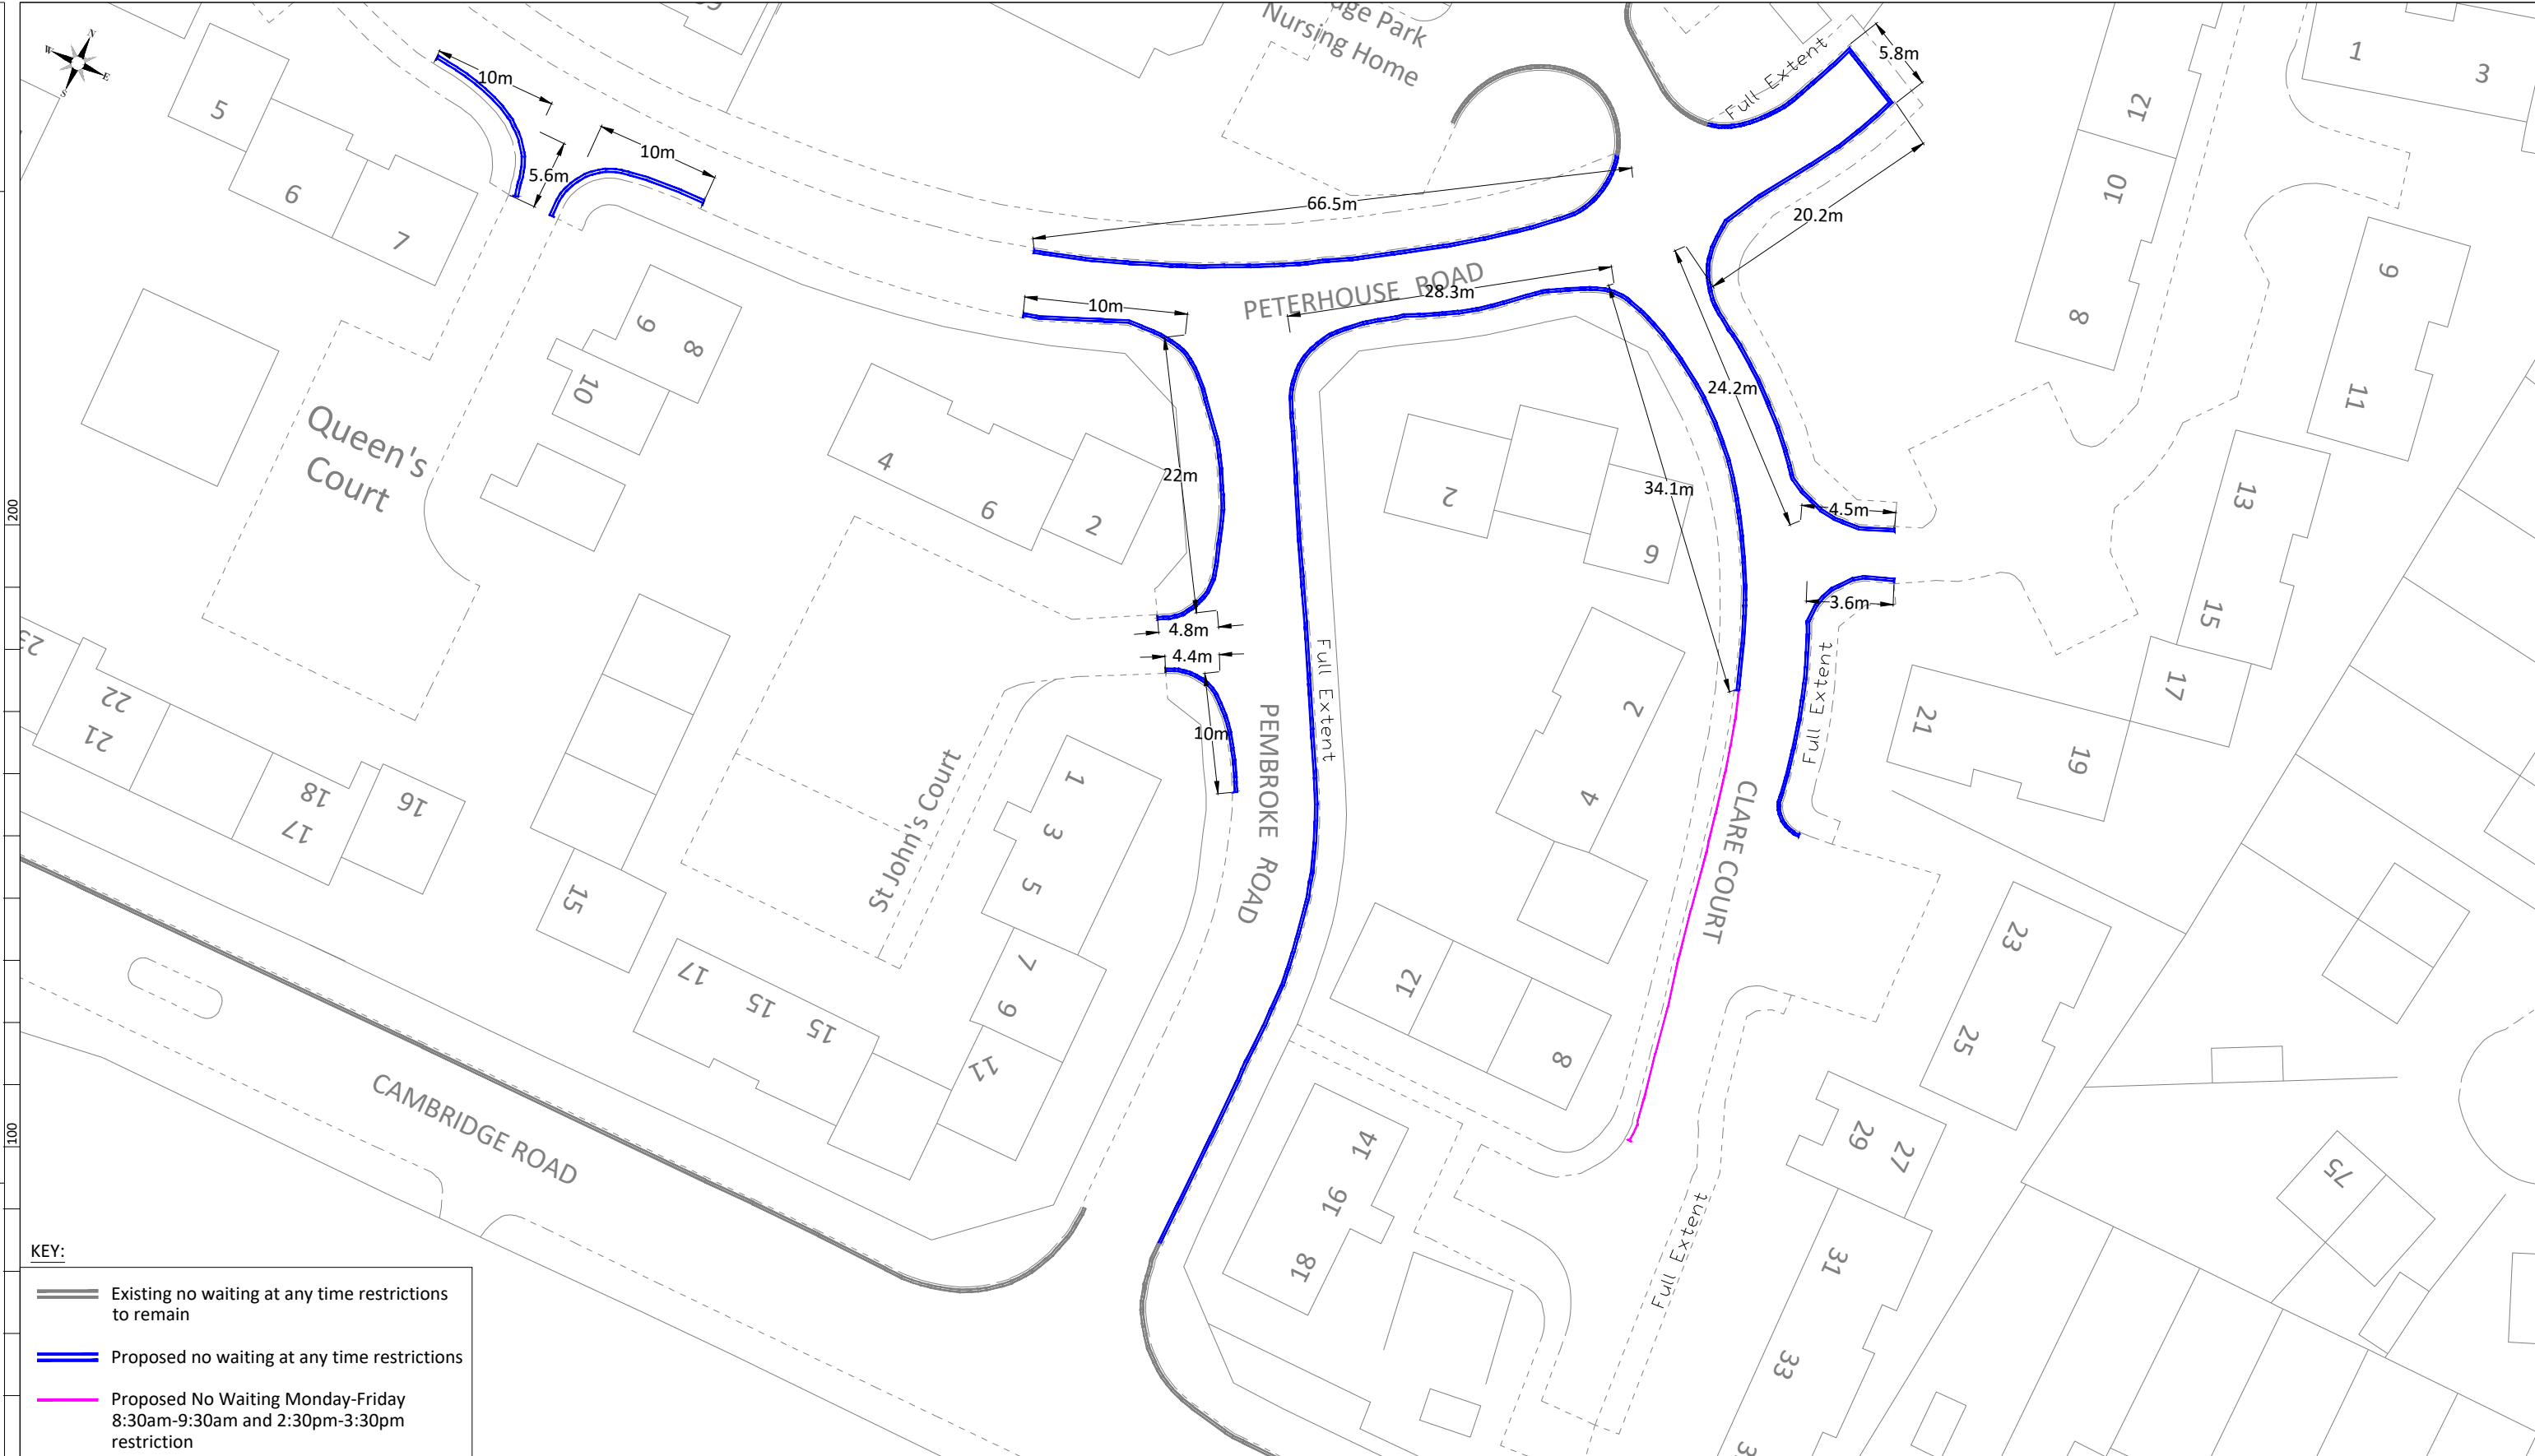 N
W
E
S
10m
5.6m
10m
5
6
7
Nursing Home
Full Extent
5.8m
20.2m
66.5m
PETERHOUSE ROAD
28.3m
10m
22m
24.2m
34.1m
4.5m
3.6m
4.8m
4.4m
10m
12
10
8
1
3
9
11
13
15
17
19
21
Queen's
Court
9
8
10
4
6
2
2
6
2
4
12
8
Full Extent
Full Extent
PEMBROKE ROAD
CLARE COURT
St John's Court
1
3
5
7
9
11
22
21
18
17
16
15
17
15
15
23
25
29
27
31
33
14
16
18
Full Extent
75
CAMBRIDGE ROAD
200
100
KEY:
Existing no waiting at any time restrictions
to remain
Proposed no waiting at any time restrictions
Proposed No Waiting Monday-Friday
8:30am-9:30am and 2:30pm-3:30pm
restriction